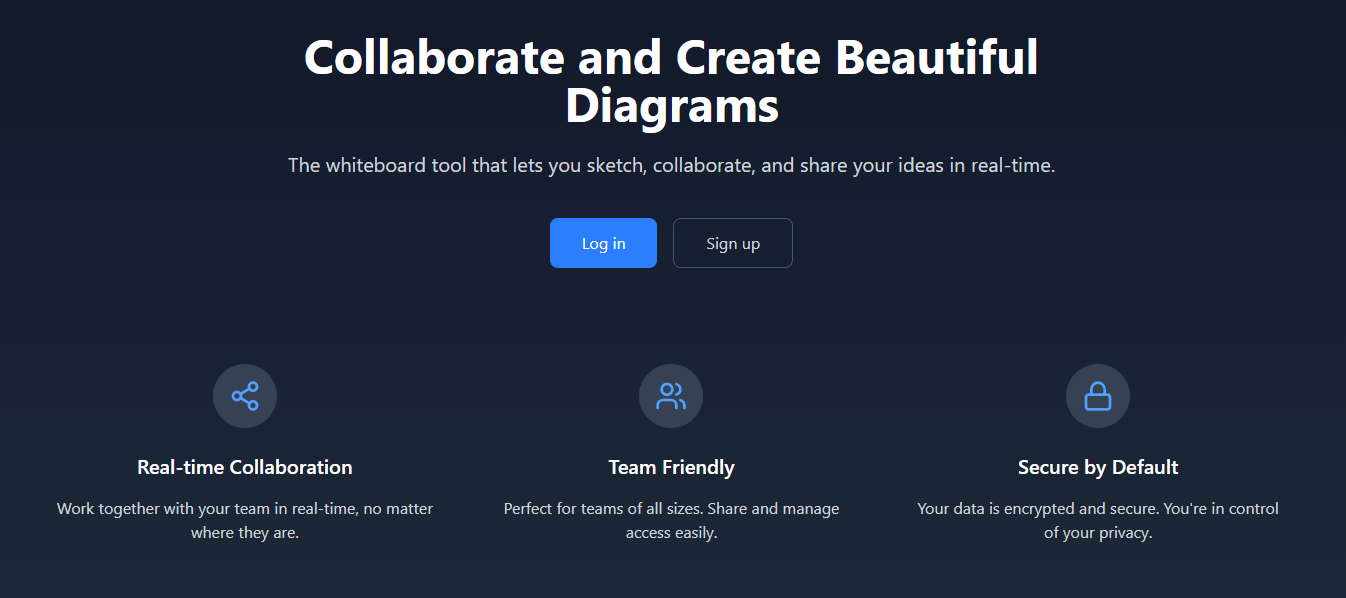 Collaborate and Create Beautiful
Diagrams
The whiteboard tool that lets you sketch, collaborate, and share your ideas in real-time.
Log in
Sign up
Real-time Collaboration
Work together with your team in real-time, no matter
where they are.
Team Friendly
Perfect for teams of all sizes. Share and manage
access easily.
Secure by Default
Your data is encrypted and secure. You're in control
of your privacy.